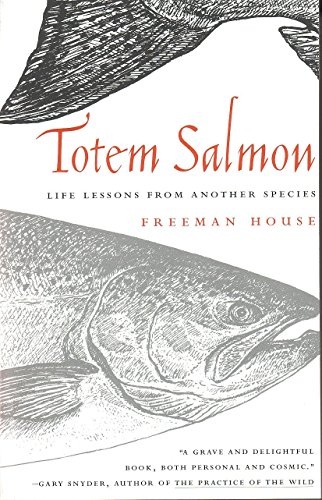 Totem Salmon
LIFE LESSONS FROM ANOTHER SPECIES
FREEMAN HOUSE
"A GRAVE AND DELIGHTFUL
BOOK, BOTH PERSONAL AND COSMIC."
—GARY SNYDER, AUTHOR OF THE PRACTICE OF THE WILD